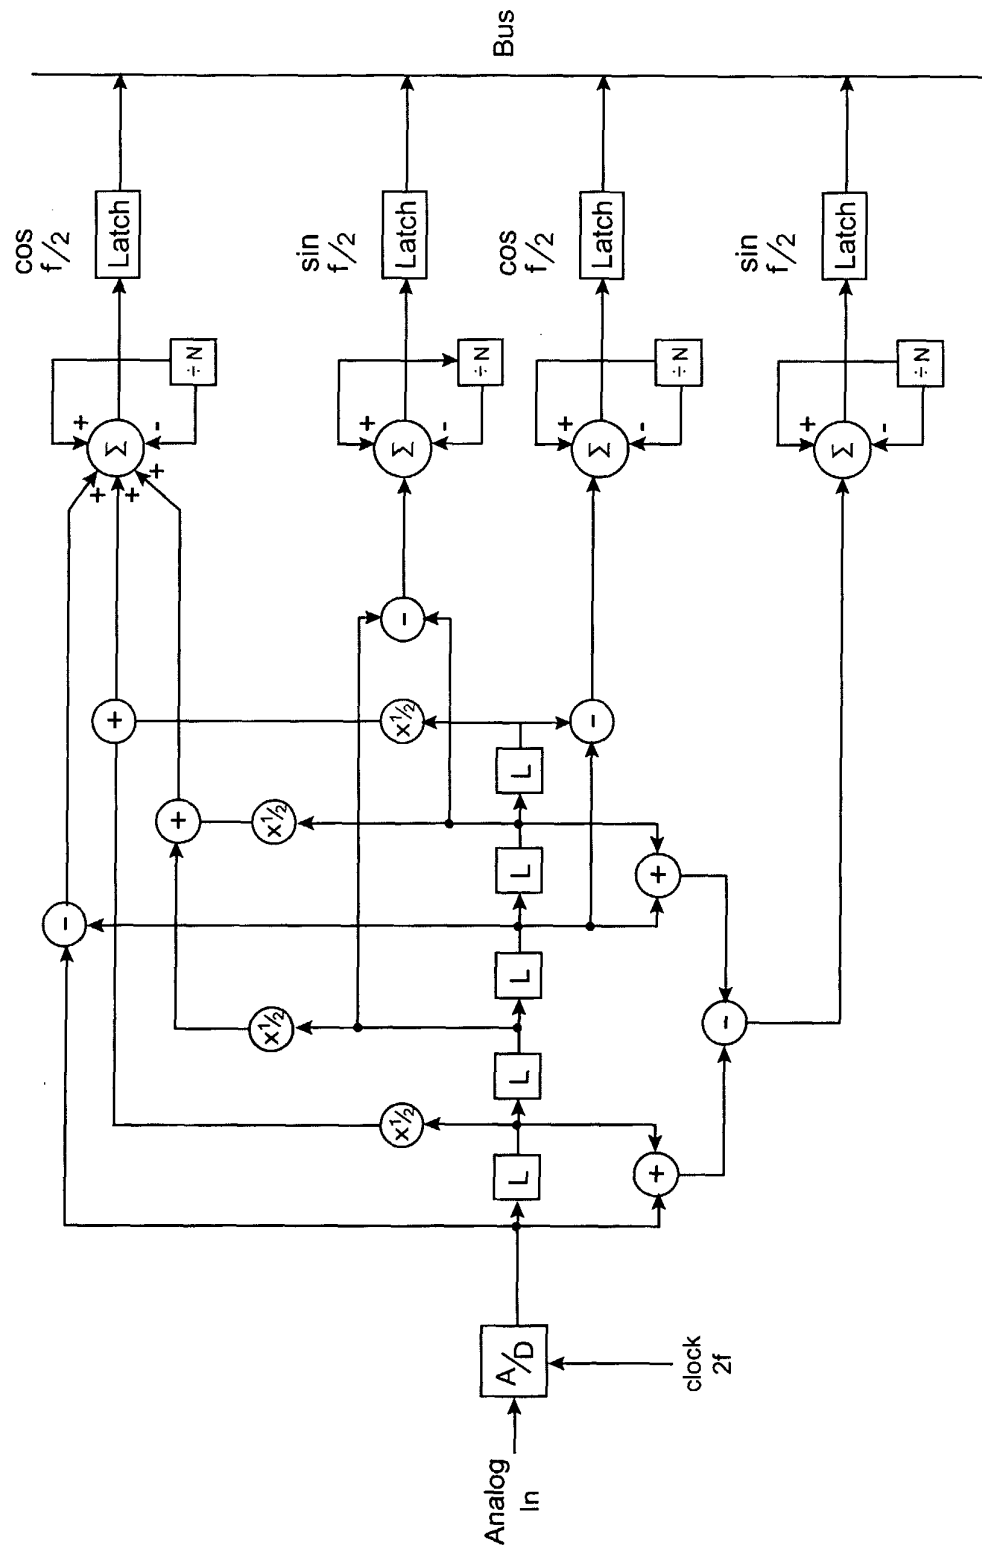 cos
f/2
-
+
+
+
+
+
Σ
-
÷N
Latch
+
x½
x½
sin
f/2
x½
x½
-
+
Σ
-
÷N
Latch
Bus
Analog
In
A/D
L
L
L
L
L
cos
f/2
-
+
Σ
-
÷N
Latch
clock
2f
+
+
-
sin
f/2
+
Σ
-
÷N
Latch